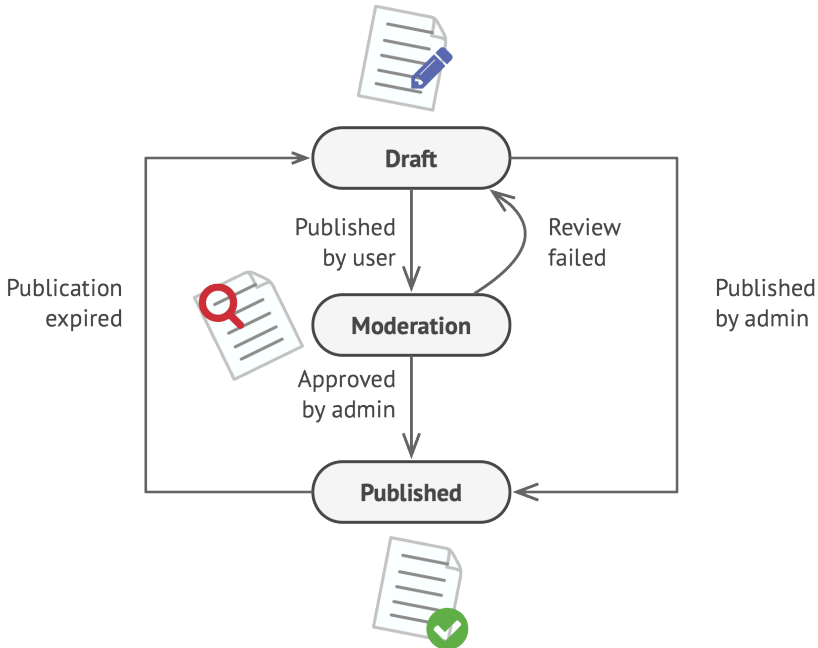 Draft
Published
by user
Review
failed
Publication
expired
Published
by admin
Moderation
Approved
by admin
Published